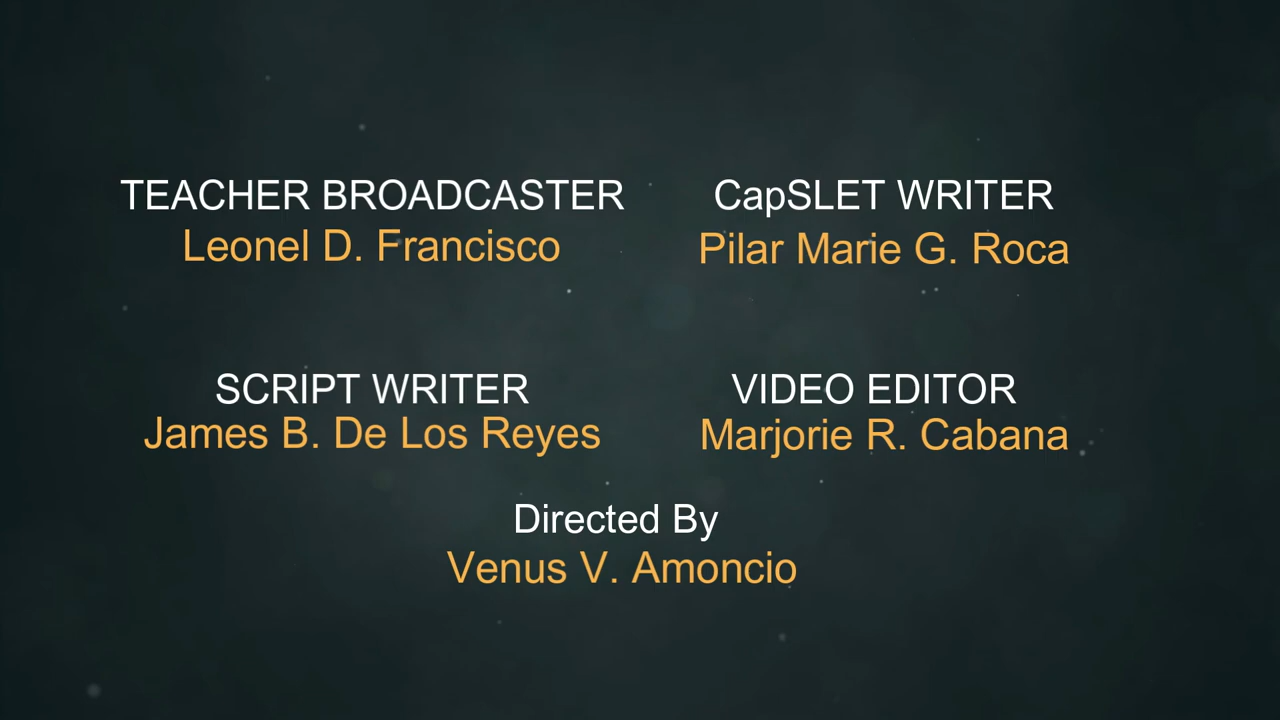 TEACHER BROADCASTER
Leonel D. Francisco
CapSLET WRITER
Pilar Marie G. Roca
SCRIPT WRITER
James B. De Los Reyes
VIDEO EDITOR
Marjorie R. Cabana
Directed By
Venus V. Amoncio